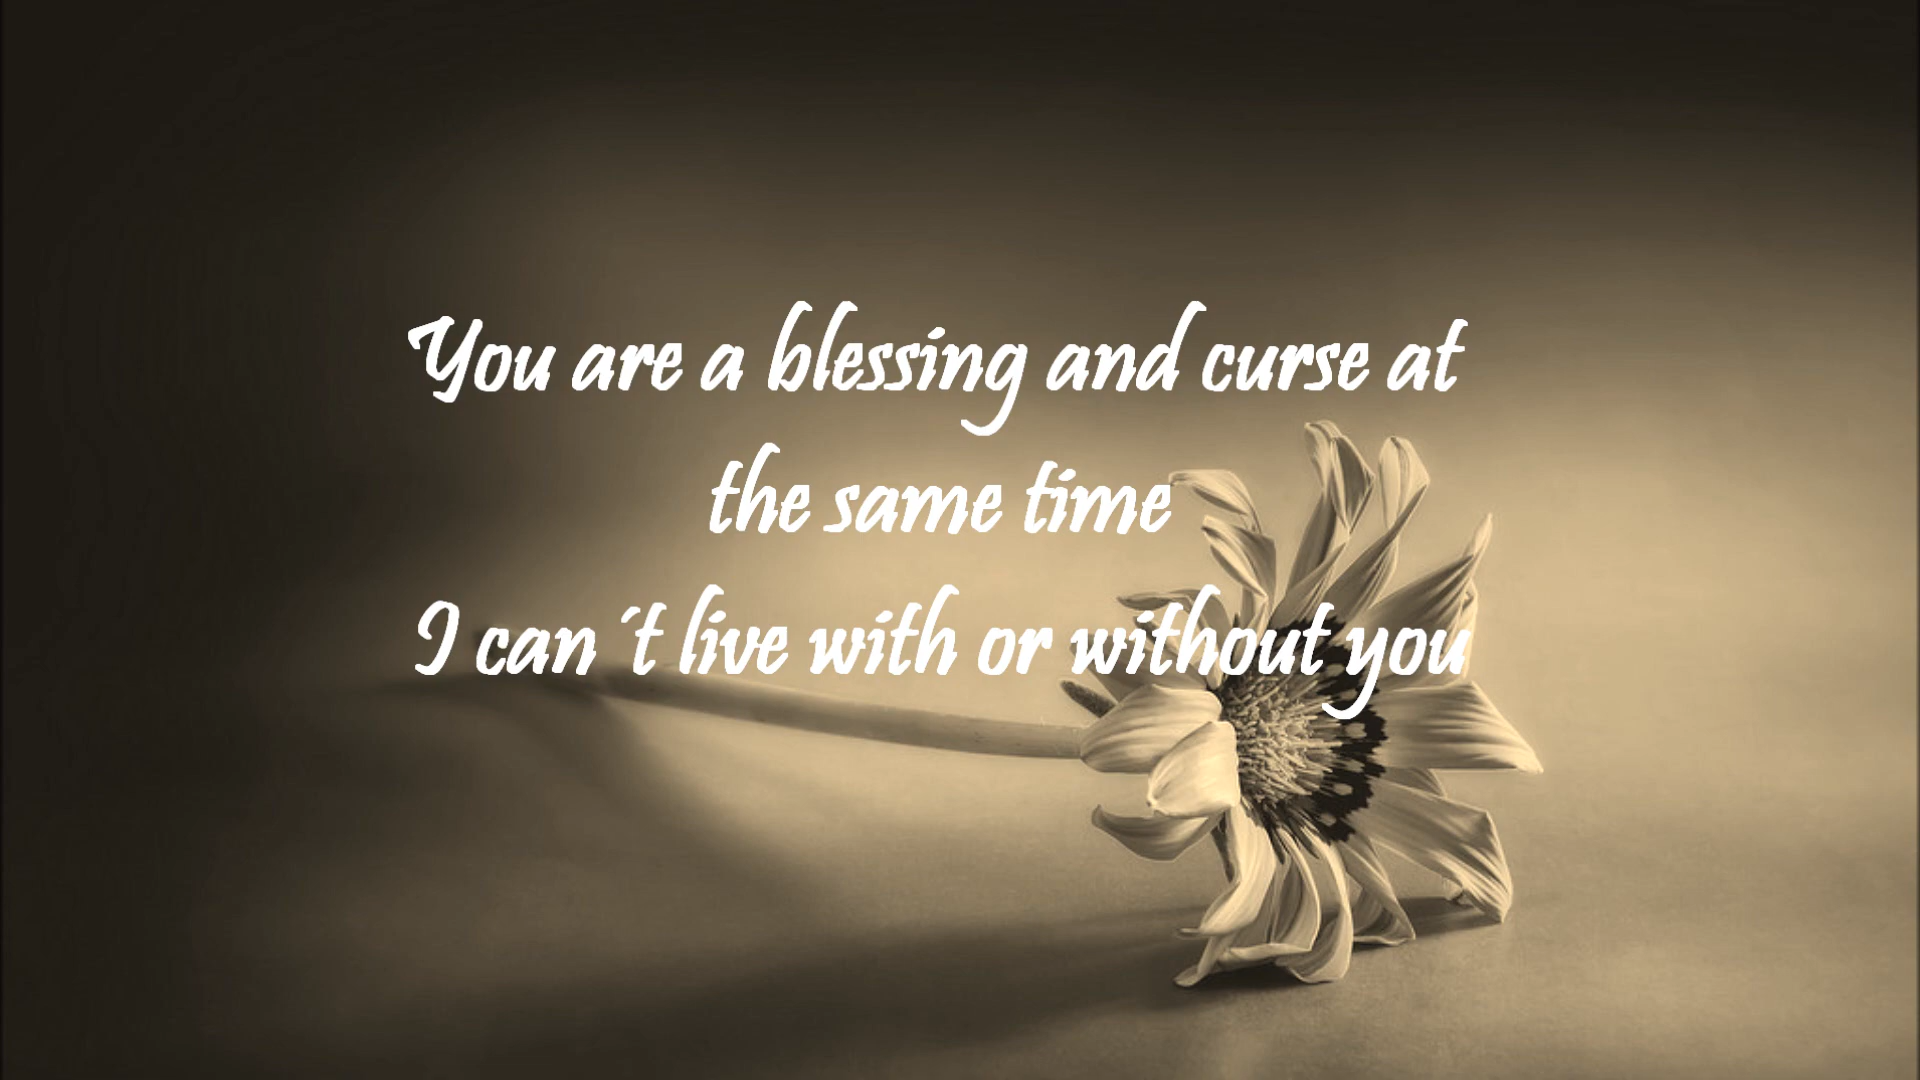 You are a blessing and curse at
the same time
I can ´t live with or without you